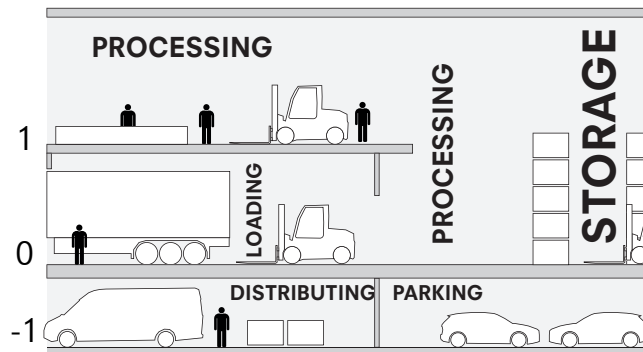 PROCESSING
PROCESSING
STORAGE
1
LOADING
0
DISTRIBUTING
PARKING
-1